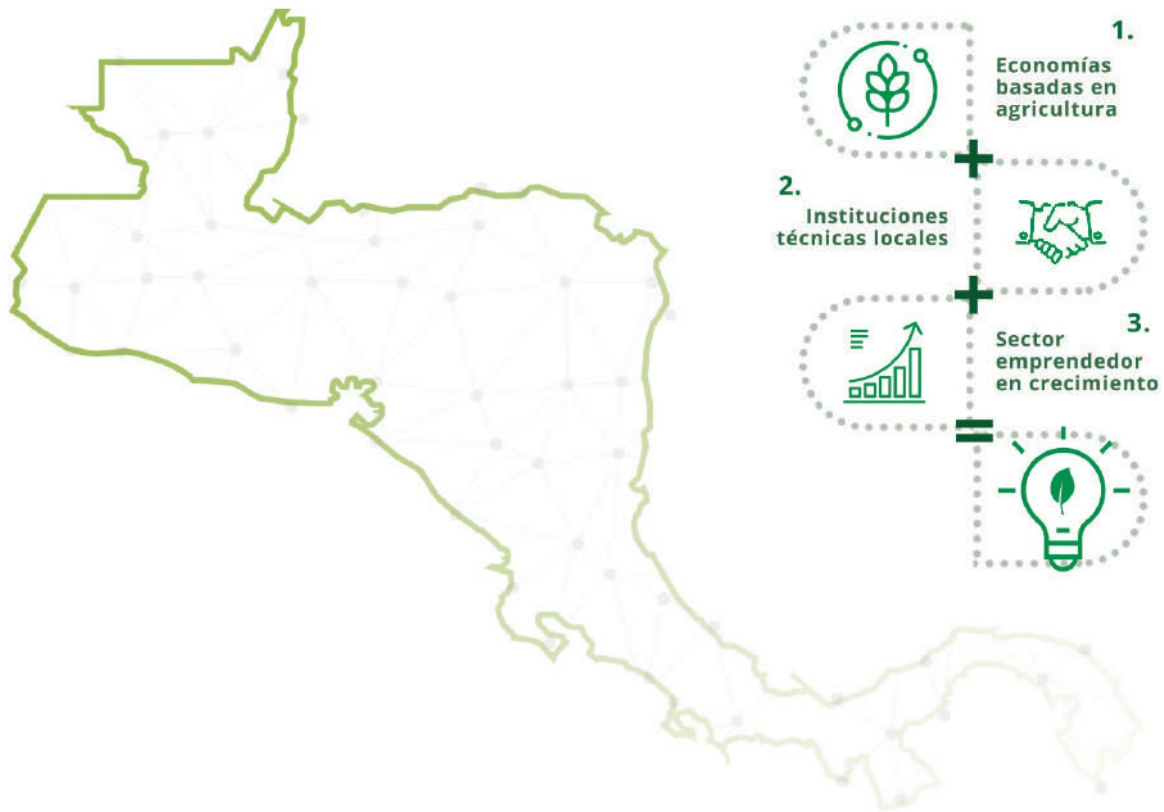 1.
Economías
basadas en
agricultura
2.
Instituciones
técnicas locales
3.
Sector
emprendedor
en crecimiento